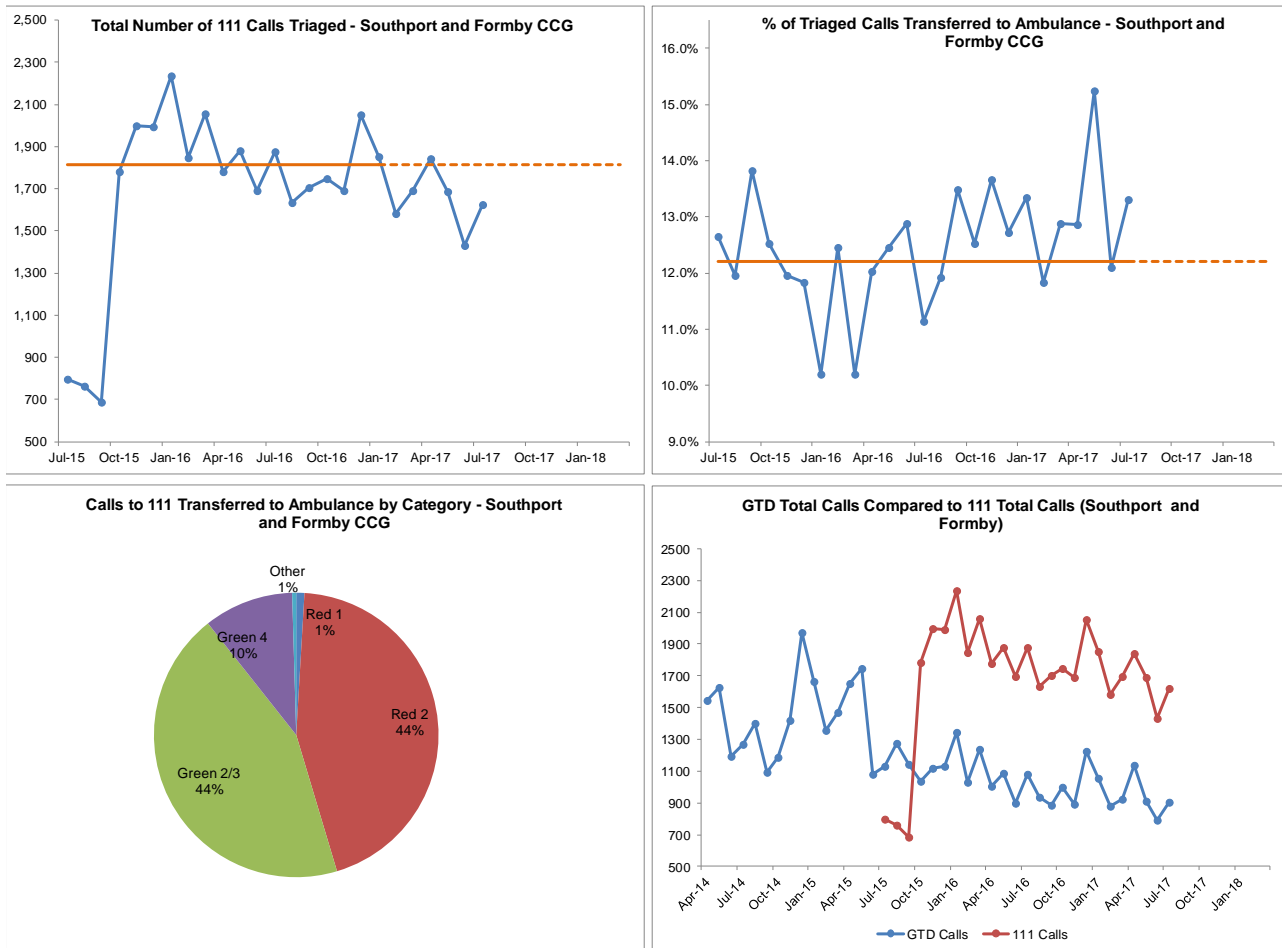 Total Number of 111 Calls Triaged - Southport and Formby CCG
2,500
2,300
2,100
1,900
1,700
1,500
1,300
1,100
900
700
500
Jul-15 Oct-15 Jan-16 Apr-16 Jul-16 Oct-16 Jan-17 Apr-17 Jul-17 Oct-17 Jan-18
% of Triaged Calls Transferred to Ambulance - Southport and
Formby CCG
16.0%
15.0%
14.0%
13.0%
12.0%
11.0%
10.0%
9.0%
Jul-15 Oct-15 Jan-16 Apr-16 Jul-16 Oct-16 Jan-17 Apr-17 Jul-17 Oct-17 Jan-18
Calls to 111 Transferred to Ambulance by Category - Southport
and Formby CCG
Other
1%
Red 1
1%
Green 4
10%
Red 2
44%
Green 2/3
44%
GTD Total Calls Compared to 111 Total Calls (Southport and
Formby)
2500
2300
2100
1900
1700
1500
1300
1100
900
700
500
Apr-14 Jul-14 Oct-14 Jan-15 Apr-15 Jul-15 Oct-15 Jan-16 Apr-16 Jul-16 Oct-16 Jan-17 Apr-17 Jul-17 Oct-17 Jan-18
GTD Calls 111 Calls